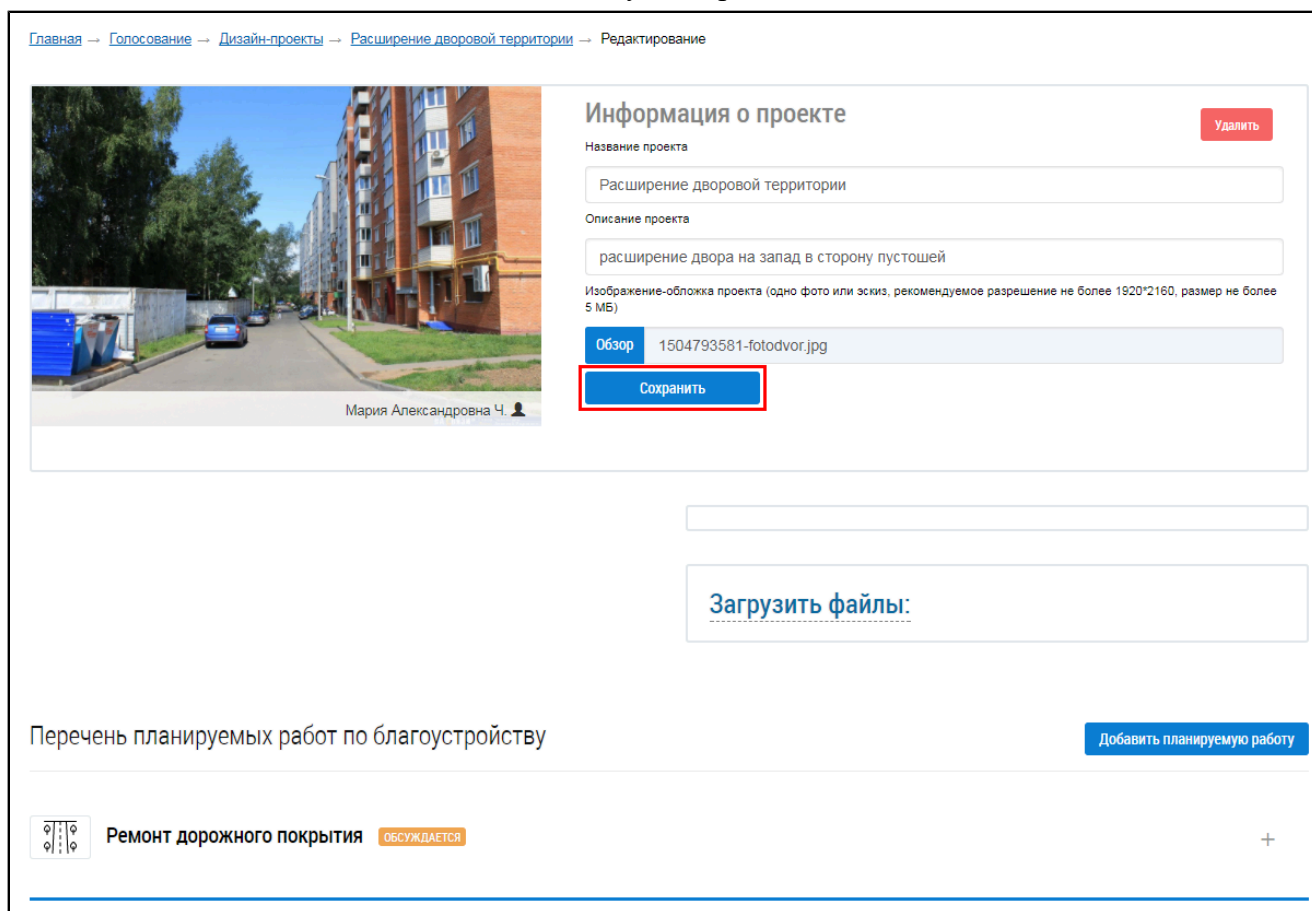 Главная → Голосование → Дизайн-проекты → Расширение дворовой территории → Редактирование
Информация о проекте
Удалить
Название проекта
Расширение дворовой территории
Описание проекта
расширение двора на запад в сторону пустошей
Изображение-обложка проекта (одно фото или эскиз, рекомендуемое разрешение не более 1920*2160, размер не более
5 МБ)
Обзор 1504793581-fotodvor.jpg
Сохранить
Мария Александровна Ч.
Загрузить файлы:
Перечень планируемых работ по благоустройству
Добавить планируемую работу
Ремонт дорожного покрытия ОБСУЖДАЕТСЯ
+